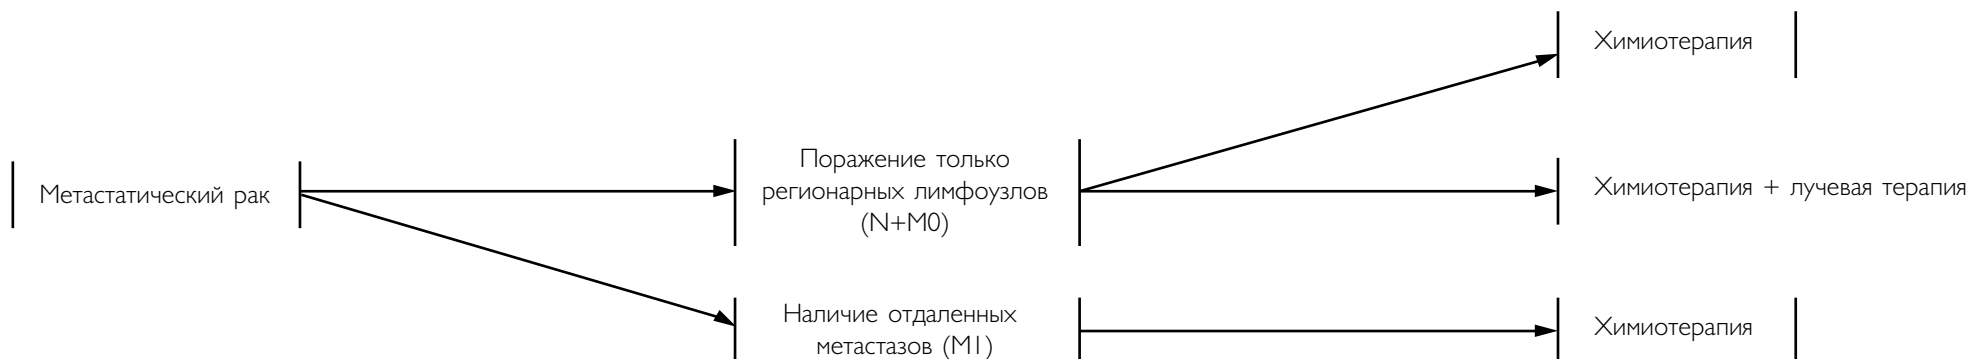 Химиотерапия
Метастатический рак
Поражение только
регионарных лимфоузлов
(N+M0)
Химиотерапия + лучевая терапия
Наличие отдаленных
метастазов (M1)
Химиотерапия